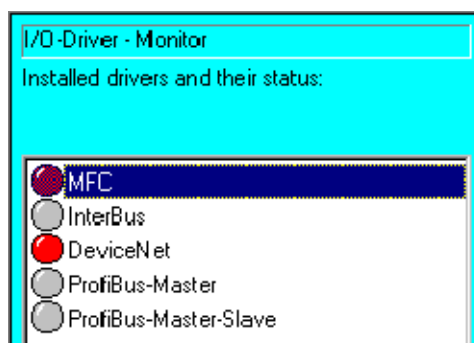 I/O-Driver - Monitor
Installed drivers and their status:
MFC
InterBus
DeviceNet
ProfiBus-Master
ProfiBus-Master-Slave